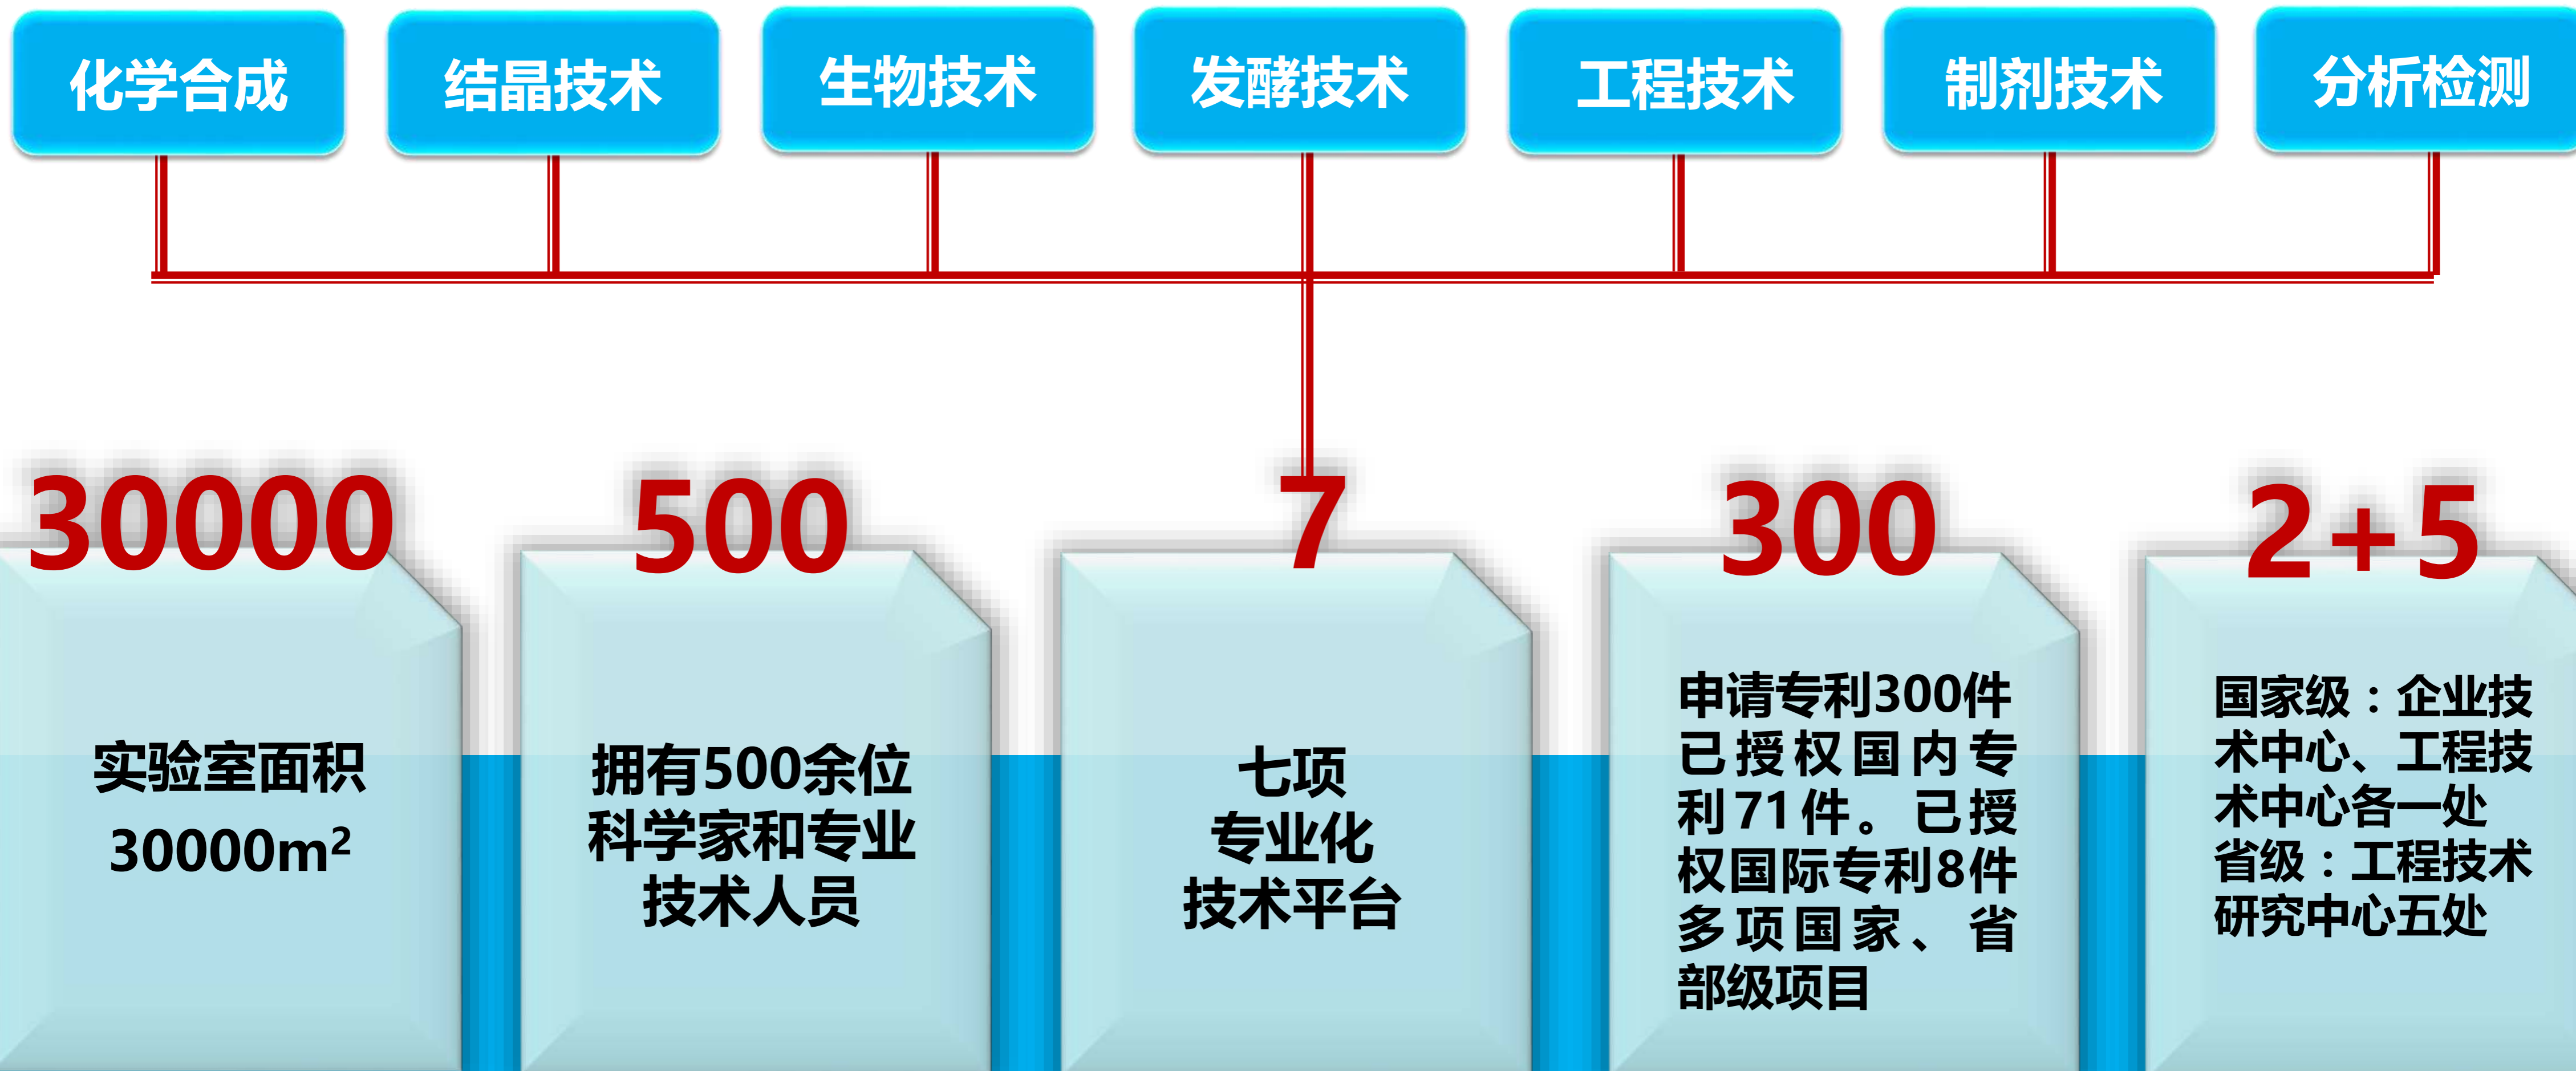 化学合成
结晶技术
生物技术
发酵技术
工程技术
制剂技术
分析检测
30000
实验室面积
30000m²
500
拥有500余位
科学家和专业
技术人员
7
七项
专业化
技术平台
300
申请专利300件
已授权国内专
利71件。已授
权国际专利8件
多项国家、省
部级项目
2+5
国家级：企业技
术中心、工程技
术中心各一处
省级：工程技术
研究中心五处